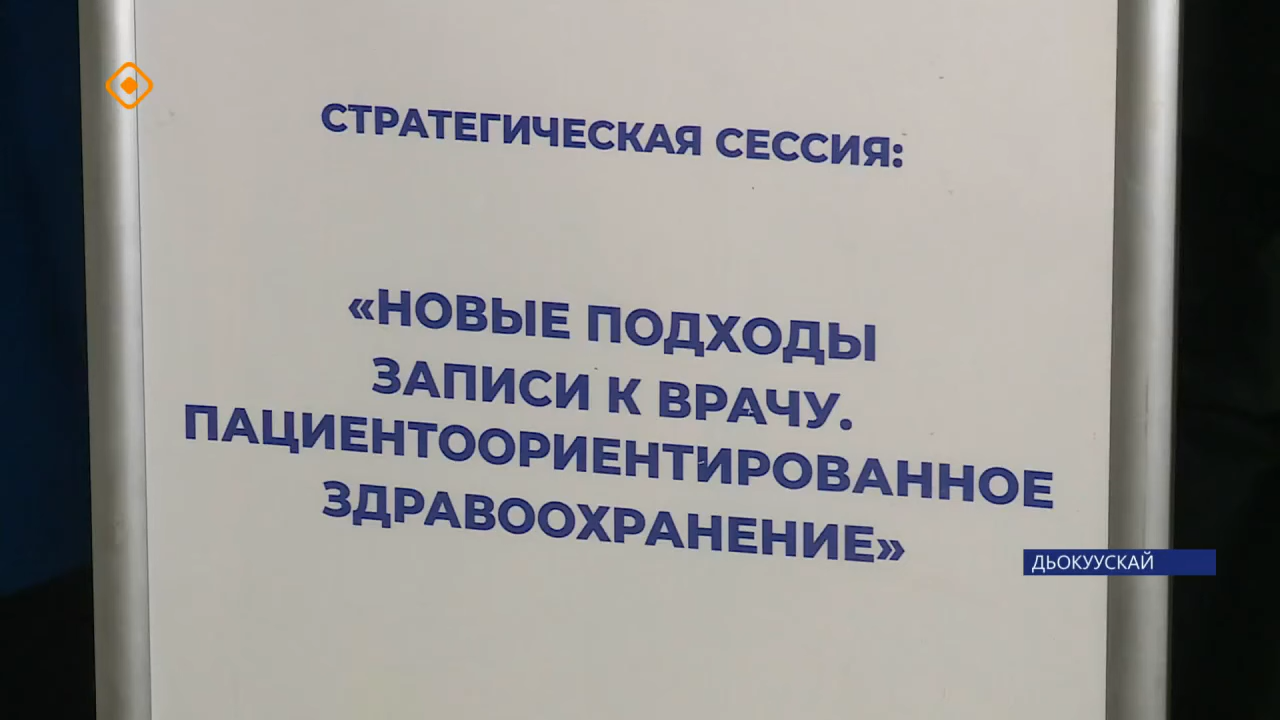 СТРАТЕГИЧЕСКАЯ СЕССИЯ:
«НОВЫЕ ПОДХОДЫ
ЗАПИСИ К ВРАЧУ.
ПАЦИЕНТООРИЕНТИРОВАННОЕ
ЗДРАВООХРАНЕНИЕ»
ДЬОКУУСКАЙ